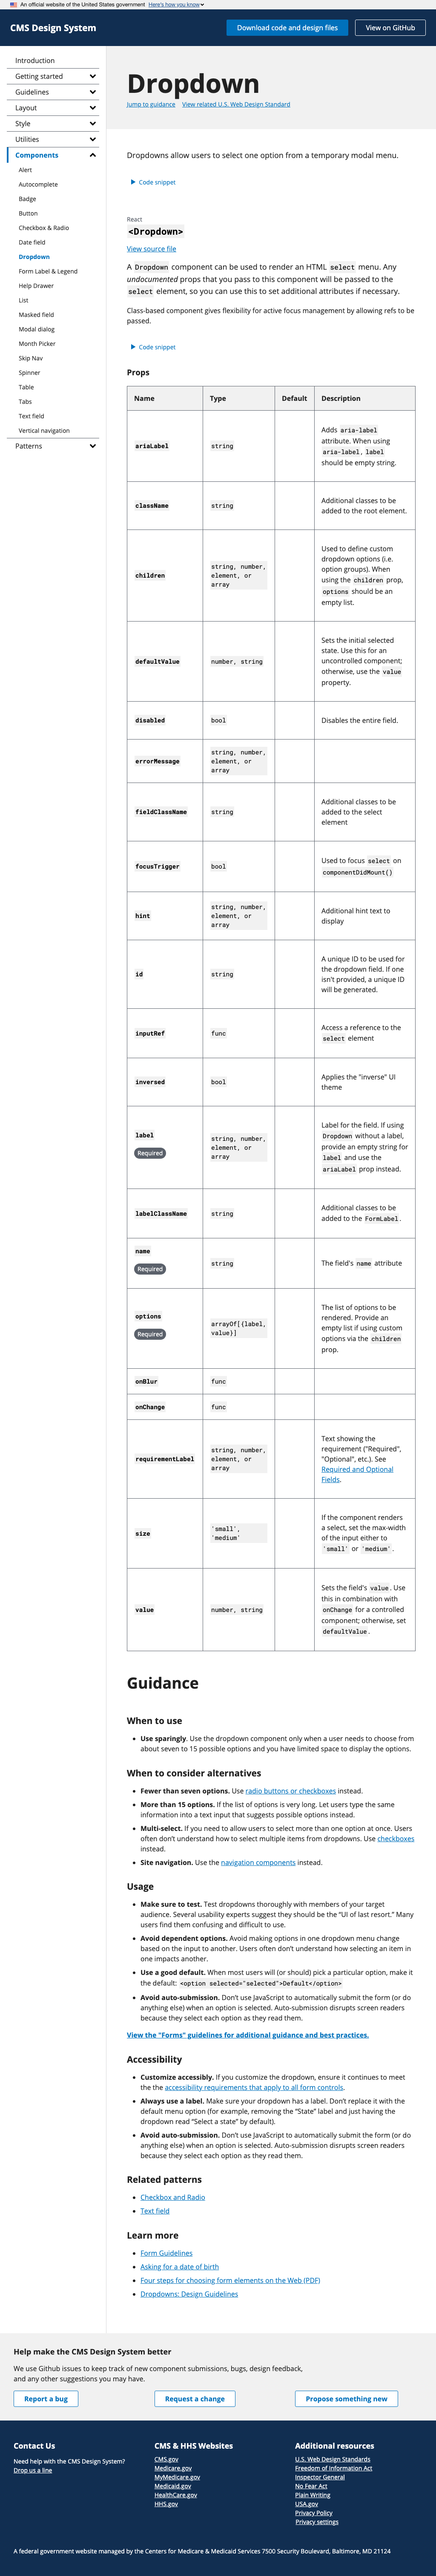 An official website of the United States government Here's how you know
CMS Design System
Download code and design files
View on GitHub
Introduction
Getting started
Guidelines
Layout
Style
Utilities
Components
Alert
Autocomplete
Badge
Button
Checkbox & Radio
Date field
Dropdown
Form Label & Legend
Help Drawer
List
Masked field
Modal dialog
Month Picker
Skip Nav
Spinner
Table
Tabs
Text field
Vertical navigation
Patterns
Dropdown
Jump to guidance View related U.S. Web Design Standard
Dropdowns allow users to select one option from a temporary modal menu.
Code snippet
React
<Dropdown>
View source file
A Dropdown component can be used to render an HTML select menu. Any
undocumented props that you pass to this component will be passed to the
select element, so you can use this to set additional attributes if necessary.
Class-based component gives flexibility for active focus management by allowing refs to be
passed.
Code snippet
Props
Name Type Default Description
ariaLabel
string
Adds aria-label
attribute. When using
aria-label, label
should be empty string.
className
string
Additional classes to be
added to the root element.
children
string, number,
element, or
array
Used to define custom
dropdown options (i.e.
option groups). When
using the children prop,
options should be an
empty list.
defaultValue
number, string
Sets the initial selected
state. Use this for an
uncontrolled component;
otherwise, use the value
property.
disabled
bool
Disables the entire field.
errorMessage
string, number,
element, or
array
fieldClassName
string
Additional classes to be
added to the select
element
focusTrigger
bool
Used to focus select on
componentDidMount()
hint
string, number,
element, or
array
Additional hint text to
display
id
string
A unique ID to be used for
the dropdown field. If one
isn't provided, a unique ID
will be generated.
inputRef
func
Access a reference to the
select element
inversed
bool
Applies the "inverse" UI
theme
label
Required
string, number,
element, or
array
Label for the field. If using
Dropdown without a label,
provide an empty string for
label and use the
ariaLabel prop instead.
labelClassName
string
Additional classes to be
added to the FormLabel.
name
Required
string
The field's name attribute
options
Required
arrayOf[{label,
value}]
The list of options to be
rendered. Provide an
empty list if using custom
options via the children
prop.
onBlur
func
onChange
func
requirementLabel
string, number,
element, or
array
Text showing the
requirement ("Required",
"Optional", etc.). See
Required and Optional
Fields.
size
'small',
'medium'
If the component renders
a select, set the max-width
of the input either to
'small' or 'medium'.
value
number, string
Sets the field's value. Use
this in combination with
onChange for a controlled
component; otherwise, set
defaultValue.
Guidance
When to use
Use sparingly. Use the dropdown component only when a user needs to choose from
about seven to 15 possible options and you have limited space to display the options.
When to consider alternatives
Fewer than seven options. Use radio buttons or checkboxes instead.
More than 15 options. If the list of options is very long. Let users type the same
information into a text input that suggests possible options instead.
Multi-select. If you need to allow users to select more than one option at once. Users
often don't understand how to select multiple items from dropdowns. Use checkboxes
instead.
Site navigation. Use the navigation components instead.
Usage
Make sure to test. Test dropdowns thoroughly with members of your target
audience. Several usability experts suggest they should be the “UI of last resort.” Many
users find them confusing and difficult to use.
Avoid dependent options. Avoid making options in one dropdown menu change
based on the input to another. Users often don’t understand how selecting an item in
one impacts another.
Use a good default. When most users will (or should) pick a particular option, make it
the default: <option selected="selected">Default</option>
Avoid auto-submission. Don’t use JavaScript to automatically submit the form (or do
anything else) when an option is selected. Auto-submission disrupts screen readers
because they select each option as they read them.
View the "Forms" guidelines for additional guidance and best practices.
Accessibility
Customize accessibly. If you customize the dropdown, ensure it continues to meet
the the accessibility requirements that apply to all form controls.
Always use a label. Make sure your dropdown has a label. Don’t replace it with the
default menu option (for example, removing the “State” label and just having the
dropdown read “Select a state” by default).
Avoid auto-submission. Don’t use JavaScript to automatically submit the form (or do
anything else) when an option is selected. Auto-submission disrupts screen readers
because they select each option as they read them.
Related patterns
Checkbox and Radio
Text field
Learn more
Form Guidelines
Asking for a date of birth
Four steps for choosing form elements on the Web (PDF)
Dropdowns: Design Guidelines
Help make the CMS Design System better
We use Github issues to keep track of new component submissions, bugs, design feedback,
and any other suggestions you may have.
Report a bug
Request a change
Propose something new
Contact Us
Need help with the CMS Design System?
Drop us a line
CMS & HHS Websites
CMS.gov
Medicare.gov
MyMedicare.gov
Medicaid.gov
HealthCare.gov
HHS.gov
Additional resources
U.S. Web Design Standards
Freedom of Information Act
Inspector General
No Fear Act
Plain Writing
USA.gov
Privacy Policy
Privacy settings
A federal government website managed by the Centers for Medicare & Medicaid Services 7500 Security Boulevard, Baltimore, MD 21124